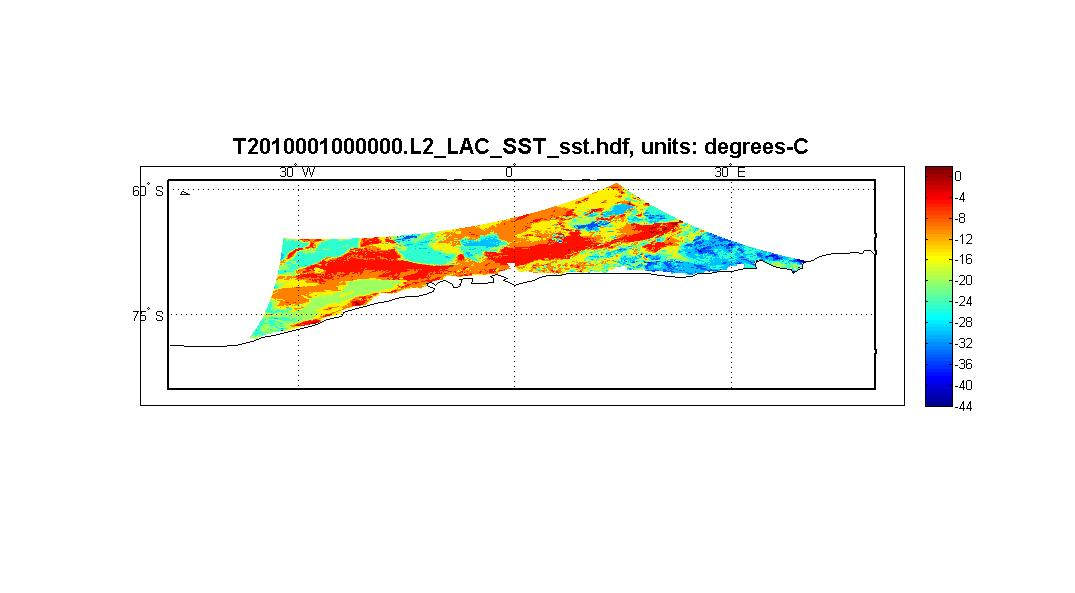 T2010001000000.L2_LAC_SST_sst.hdf, units: degrees-C
30° W
0°
30° E
60° S
75° S
0
-4
-8
-12
-16
-20
-24
-28
-32
-36
-40
-44